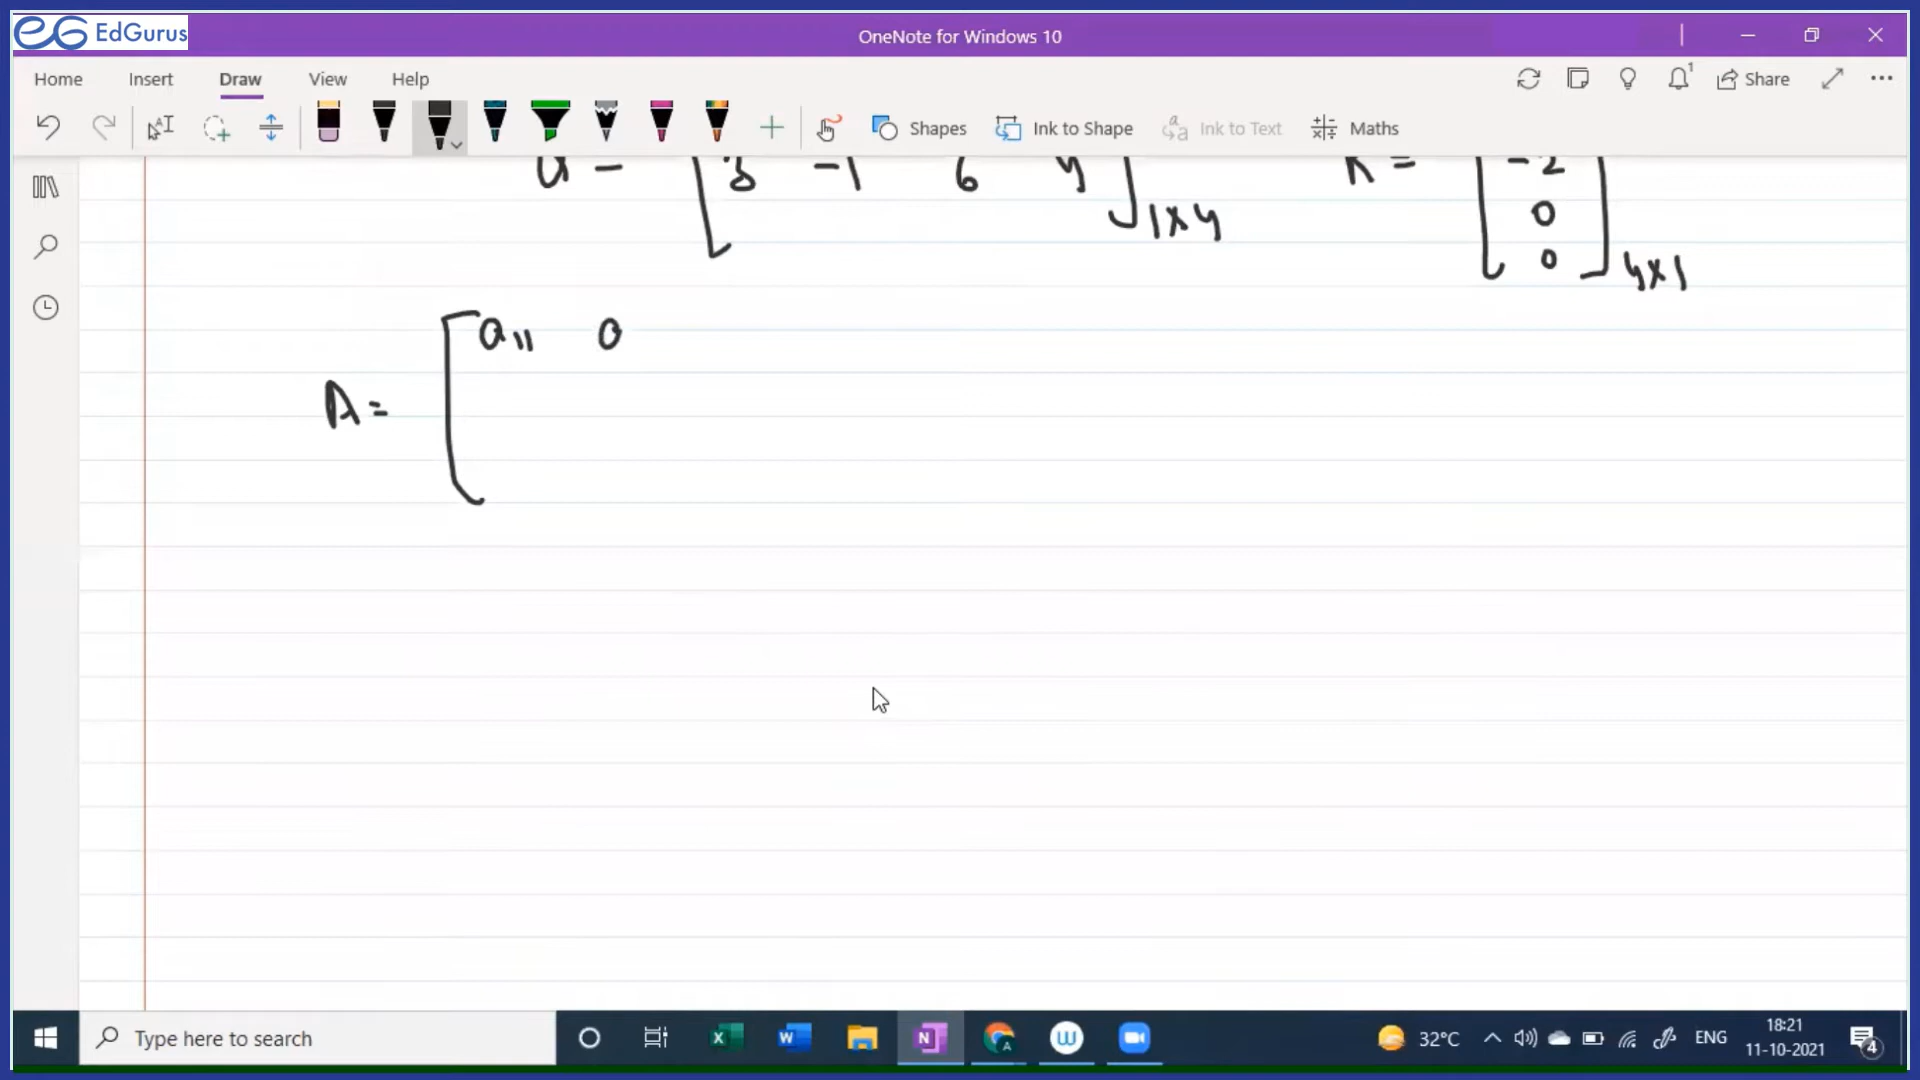 EdGurus
OneNote for Windows 10
Home Insert Draw View Help
1
Share
Shapes Ink to Shape Ink to Text Maths
3 -1 6 4
1x4
-2
0
0
4x1
A = a11 0
Type here to search
32°C
ENG
18:21
11-10-2021
4